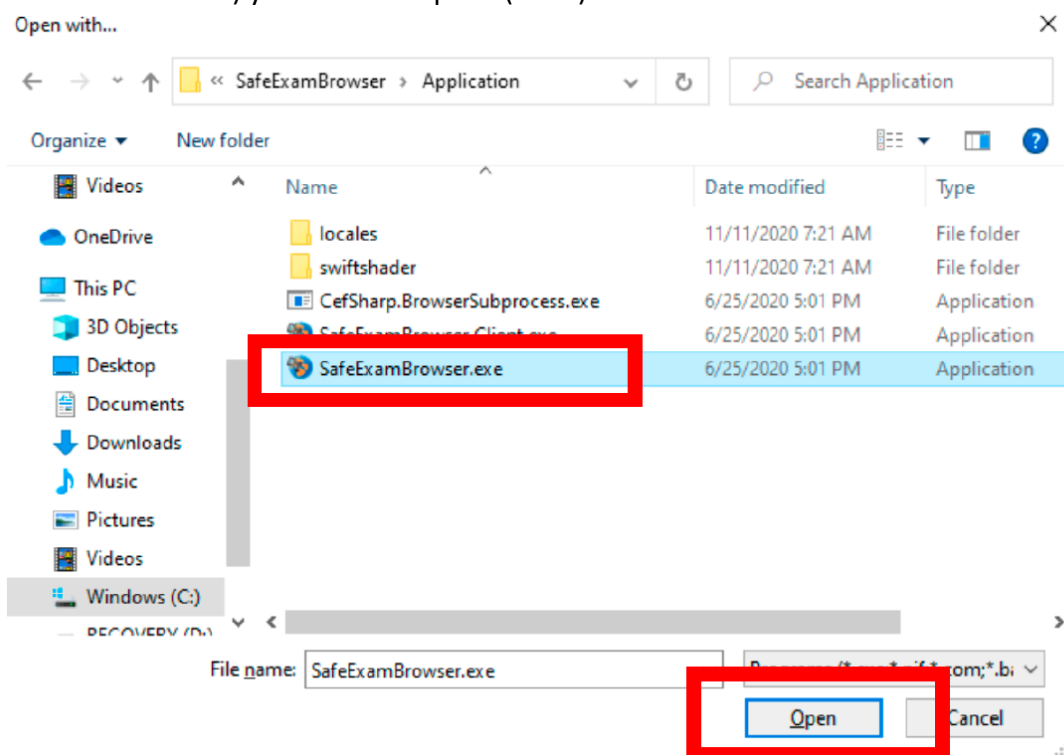 Open with...
SafeExamBrowser Application
Search Application
Organize
New folder
Videos
Name
Date modified
Type
OneDrive
locales
11/11/2020 7:21 AM
File folder
swiftshader
11/11/2020 7:21 AM
File folder
This PC
CefSharp.BrowserSubprocess.exe
6/25/2020 5:01 PM
Application
3D Objects
SafeExamBrowser.Client.exe
6/25/2020 5:01 PM
Application
Desktop
SafeExamBrowser.exe
6/25/2020 5:01 PM
Application
Documents
Downloads
Music
Pictures
Videos
Windows (C:)
RECOVERY (D:)
File name:
SafeExamBrowser.exe
Open
Cancel